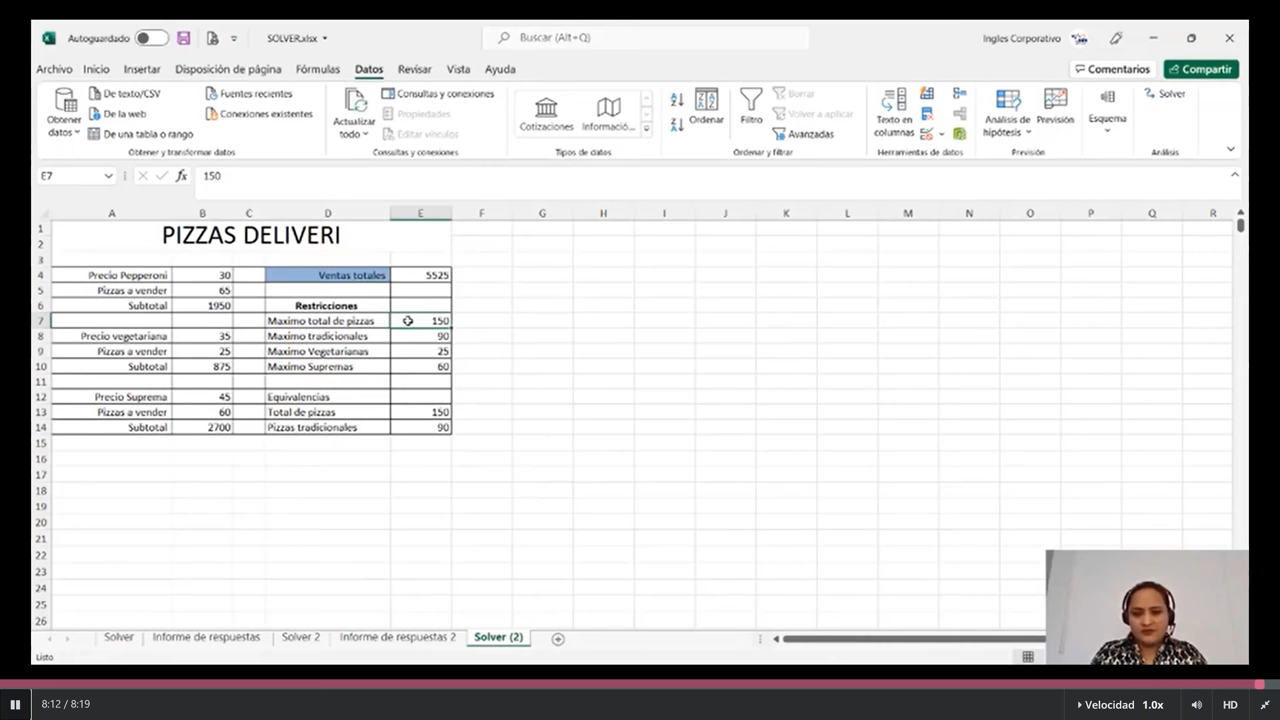 Autoguardado SOLVER.xlsx Buscar (Alt+Q) Ingles Corporativo
Archivo Inicio Insertar Disposición de página Fórmulas Datos Revisar Vista Ayuda Comentarios Compartir
Obtener datos
De texto/CSV
De la web
De una tabla o rango
Fuentes recientes
Conexiones existentes
Obtener y transformar datos
Actualizar todo
Consultas y conexiones
Propiedades
Editar vínculos
Consultas y conexiones
Cotizaciones
Informació...
Tipos de datos
Ordenar
Filtro
Borrar
Volver a aplicar
Avanzadas
Ordenar y filtrar
Texto en columnas
Herramientas de datos
Análisis de hipótesis
Previsión
Previsión
Esquema
Solver
Análisis
E7 fx 150
A B C D E F G H I J K L M N O P Q R
1 PIZZAS DELIVERI
2
3
4 Precio Pepperoni 30 Ventas totales 5525
5 Pizzas a vender 65
6 Subtotal 1950 Restricciones
7 Maximo total de pizzas 150
8 Precio vegetariana 35 Maximo tradicionales 90
9 Pizzas a vender 25 Maximo Vegetarianas 25
10 Subtotal 875 Maximo Supremas 60
11
12 Precio Suprema 45 Equivalencias
13 Pizzas a vender 60 Total de pizzas 150
14 Subtotal 2700 Pizzas tradicionales 90
15
16
17
18
19
20
21
22
23
24
25
26
Solver Informe de respuestas Solver 2 Informe de respuestas 2 Solver (2)
Listo
8:12 / 8:19 Velocidad 1.0x HD